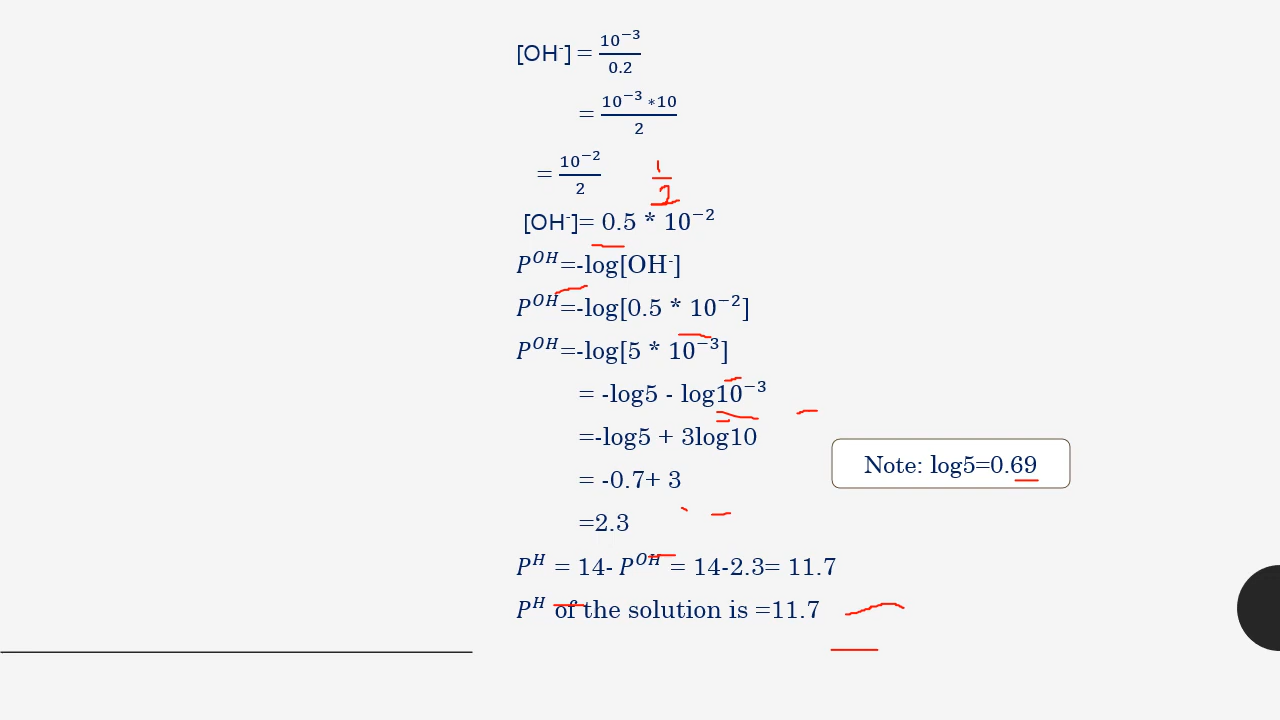 [OH⁻] = 10⁻³/0.2
= 10⁻³ *10/2
= 10⁻²/2
1/2
[OH⁻]= 0.5 * 10⁻²
P^OH=-log[OH⁻]
P^OH=-log[0.5 * 10⁻²]
P^OH=-log[5 * 10⁻³]
= -log5 - log10⁻³
=-log5 + 3log10
Note: log5=0.69
= -0.7+ 3
=2.3
P^H = 14- P^OH = 14-2.3= 11.7
P^H of the solution is =11.7